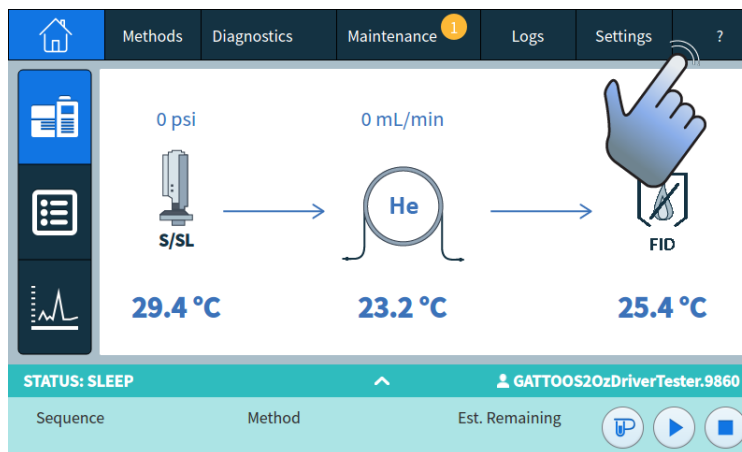 Methods Diagnostics Maintenance 1 Logs Settings ?
0 psi 0 mL/min
He
S/SL
FID
29.4 °C 23.2 °C 25.4 °C
STATUS: SLEEP GATTOOS2OzDriverTester.9860
Sequence Method Est. Remaining